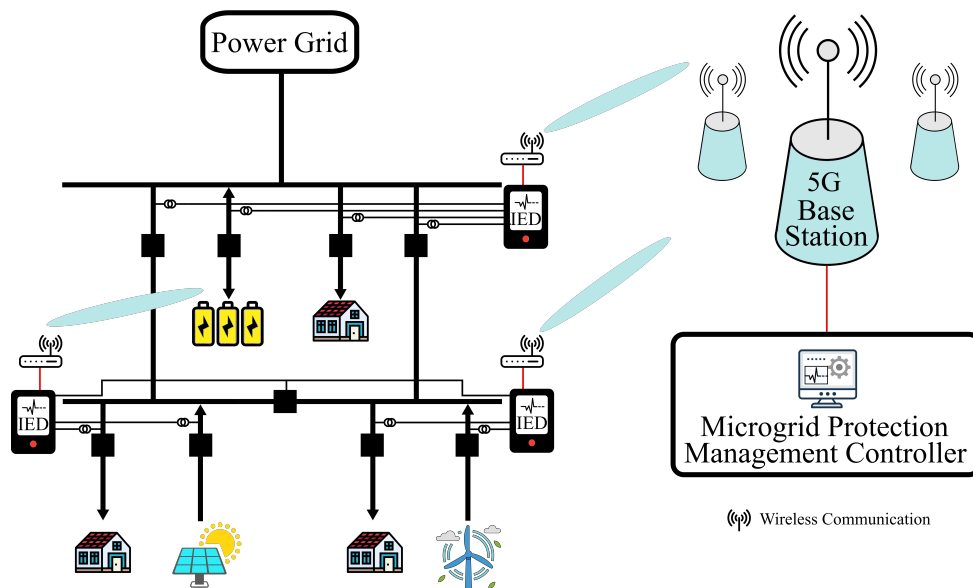 Power Grid
IED
5G
Base
Station
IED
IED
Microgrid Protection
Management Controller
Wireless Communication